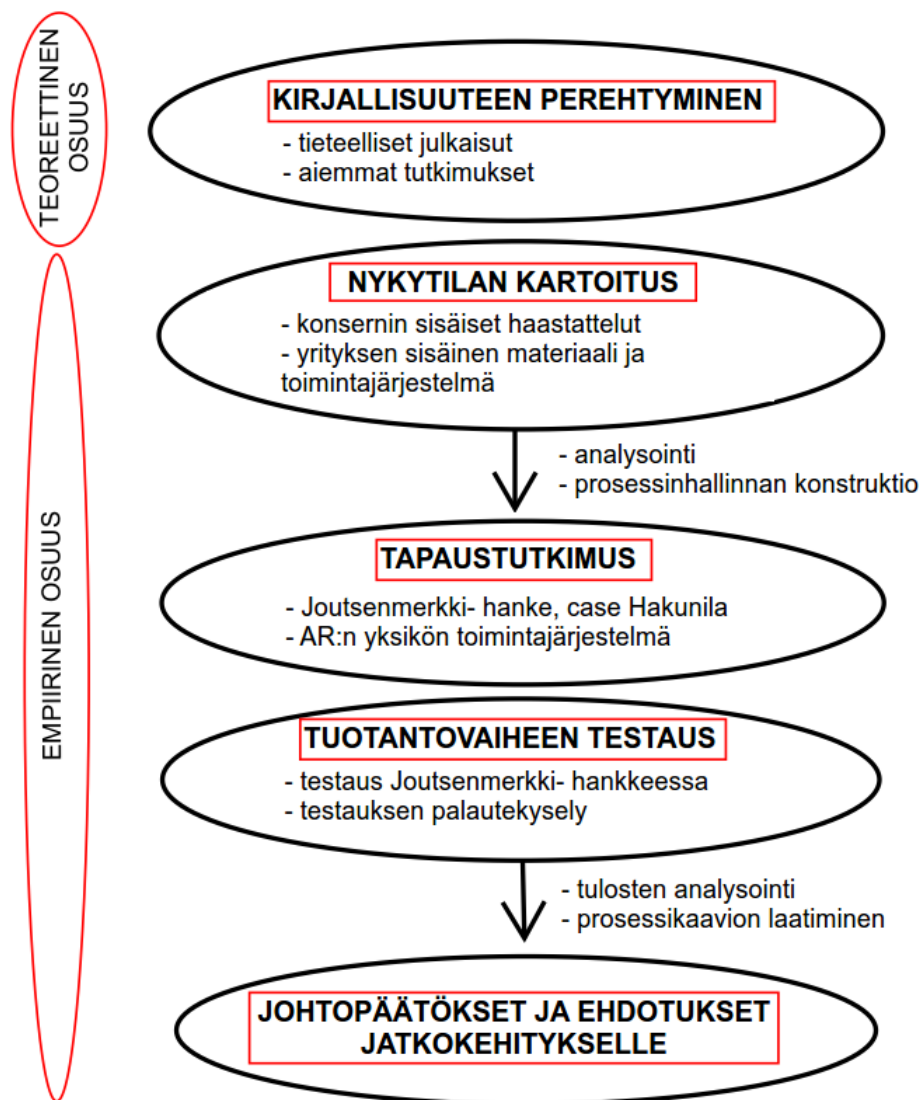 TEOREETTINEN
OSUUS
KIRJALLISUUTEEN PEREHTYMINEN
- tieteelliset julkaisut
- aiemmat tutkimukset
EMPIIRINEN OSUUS
NYKYTILAN KARTOITUS
- konsernin sisäiset haastattelut
- yrityksen sisäinen materiaali ja
toimintajärjestelmä
- analysointi
- prosessinhallinnan konstruktio
TAPAUSTUTKIMUS
- Joutsenmerkki- hanke, case Hakunila
- AR:n yksikön toimintajärjestelmä
TUOTANTOVAIHEEN TESTAUS
- testaus Joutsenmerkki- hankkeessa
- testauksen palautekysely
- tulosten analysointi
- prosessikaavion laatiminen
JOHTOPÄÄTÖKSET JA EHDOTUKSET
JATKOKEHITYKSELLE